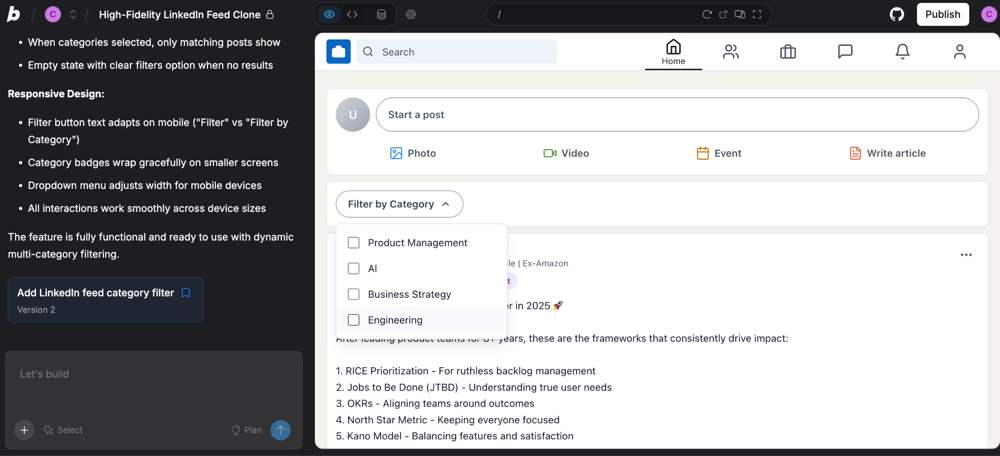 b / C / High-Fidelity LinkedIn Feed Clone
/
Publish
C
• When categories selected, only matching posts show
• Empty state with clear filters option when no results
Responsive Design:
• Filter button text adapts on mobile ("Filter" vs "Filter by
Category")
• Category badges wrap gracefully on smaller screens
• Dropdown menu adjusts width for mobile devices
• All interactions work smoothly across device sizes
The feature is fully functional and ready to use with dynamic
multi-category filtering.
Add LinkedIn feed category filter
Version 2
Let's build
Select
Plan
Search
Home
U
Start a post
Photo
Video
Event
Write article
Filter by Category
Product Management
AI
Business Strategy
Engineering
| Ex-Amazon
in 2025 🚀
After leading product teams for 8+ years, these are the frameworks that consistently drive impact:
1. RICE Prioritization - For ruthless backlog management
2. Jobs to Be Done (JTBD) - Understanding true user needs
3. OKRs - Aligning teams around outcomes
4. North Star Metric - Keeping everyone focused
5. Kano Model - Balancing features and satisfaction